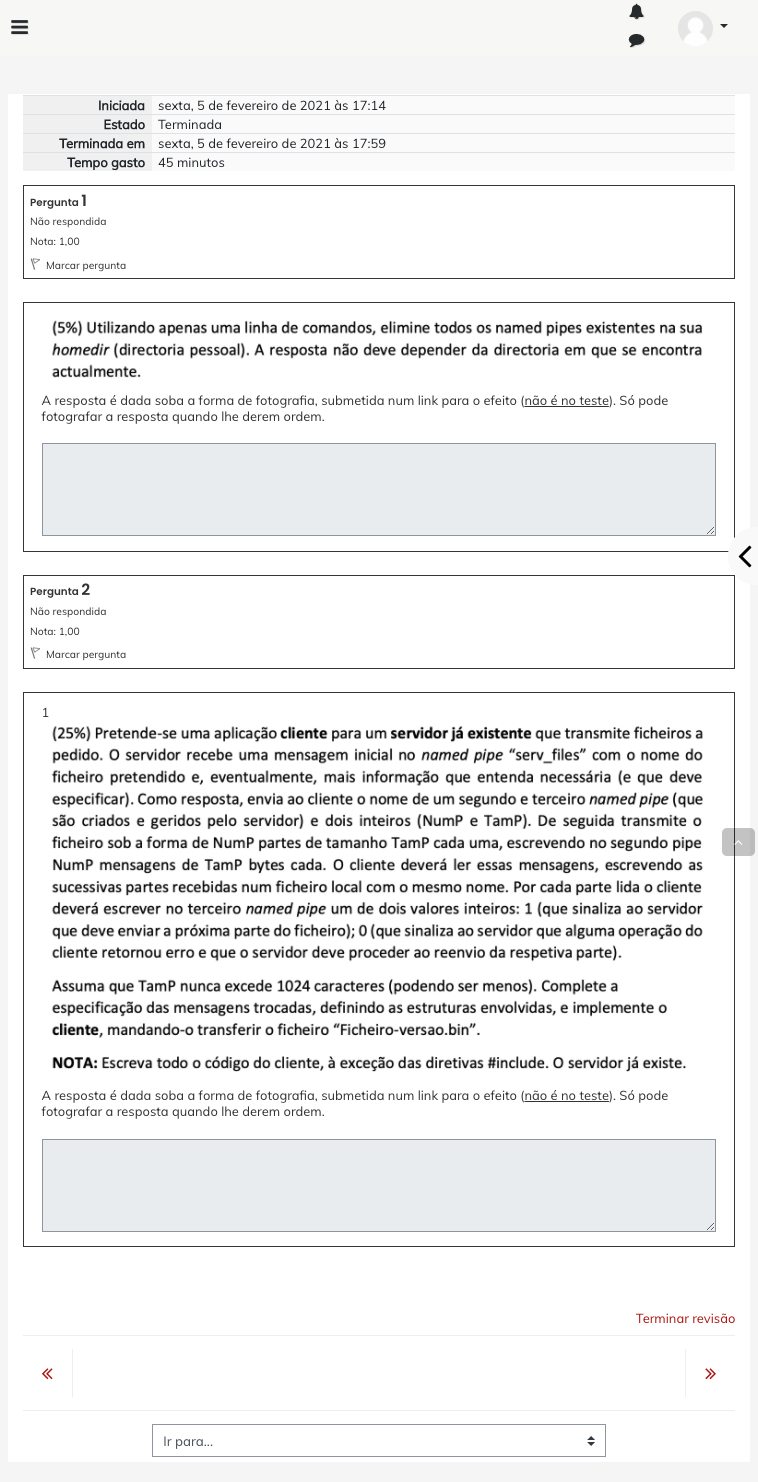 Iniciada sexta, 5 de fevereiro de 2021 às 17:14
Estado Terminada
Terminada em sexta, 5 de fevereiro de 2021 às 17:59
Tempo gasto 45 minutos
Pergunta 1
Não respondida
Nota: 1,00
Marcar pergunta
(5%) Utilizando apenas uma linha de comandos, elimine todos os named pipes existentes na sua
homedir (directoria pessoal). A resposta não deve depender da directoria em que se encontra
actualmente.
A resposta é dada soba a forma de fotografia, submetida num link para o efeito (não é no teste). Só pode
fotografar a resposta quando lhe derem ordem.
Pergunta 2
Não respondida
Nota: 1,00
Marcar pergunta
1
(25%) Pretende-se uma aplicação cliente para um servidor já existente que transmite ficheiros a
pedido. O servidor recebe uma mensagem inicial no named pipe “serv_files” com o nome do
ficheiro pretendido e, eventualmente, mais informação que entenda necessária (e que deve
especificar). Como resposta, envia ao cliente o nome de um segundo e terceiro named pipe (que
são criados e geridos pelo servidor) e dois inteiros (NumP e TamP). De seguida transmite o
ficheiro sob a forma de NumP partes de tamanho TamP cada uma, escrevendo no segundo pipe
NumP mensagens de TamP bytes cada. O cliente deverá ler essas mensagens, escrevendo as
sucessivas partes recebidas num ficheiro local com o mesmo nome. Por cada parte lida o cliente
deverá escrever no terceiro named pipe um de dois valores inteiros: 1 (que sinaliza ao servidor
que deve enviar a próxima parte do ficheiro); 0 (que sinaliza ao servidor que alguma operação do
cliente retornou erro e que o servidor deve proceder ao reenvio da respetiva parte).
Assuma que TamP nunca excede 1024 caracteres (podendo ser menos). Complete a
especificação das mensagens trocadas, definindo as estruturas envolvidas, e implemente o
cliente, mandando-o transferir o ficheiro “Ficheiro-versao.bin”.
NOTA: Escreva todo o código do cliente, à exceção das diretivas #include. O servidor já existe.
A resposta é dada soba a forma de fotografia, submetida num link para o efeito (não é no teste). Só pode
fotografar a resposta quando lhe derem ordem.
Terminar revisão
Ir para...